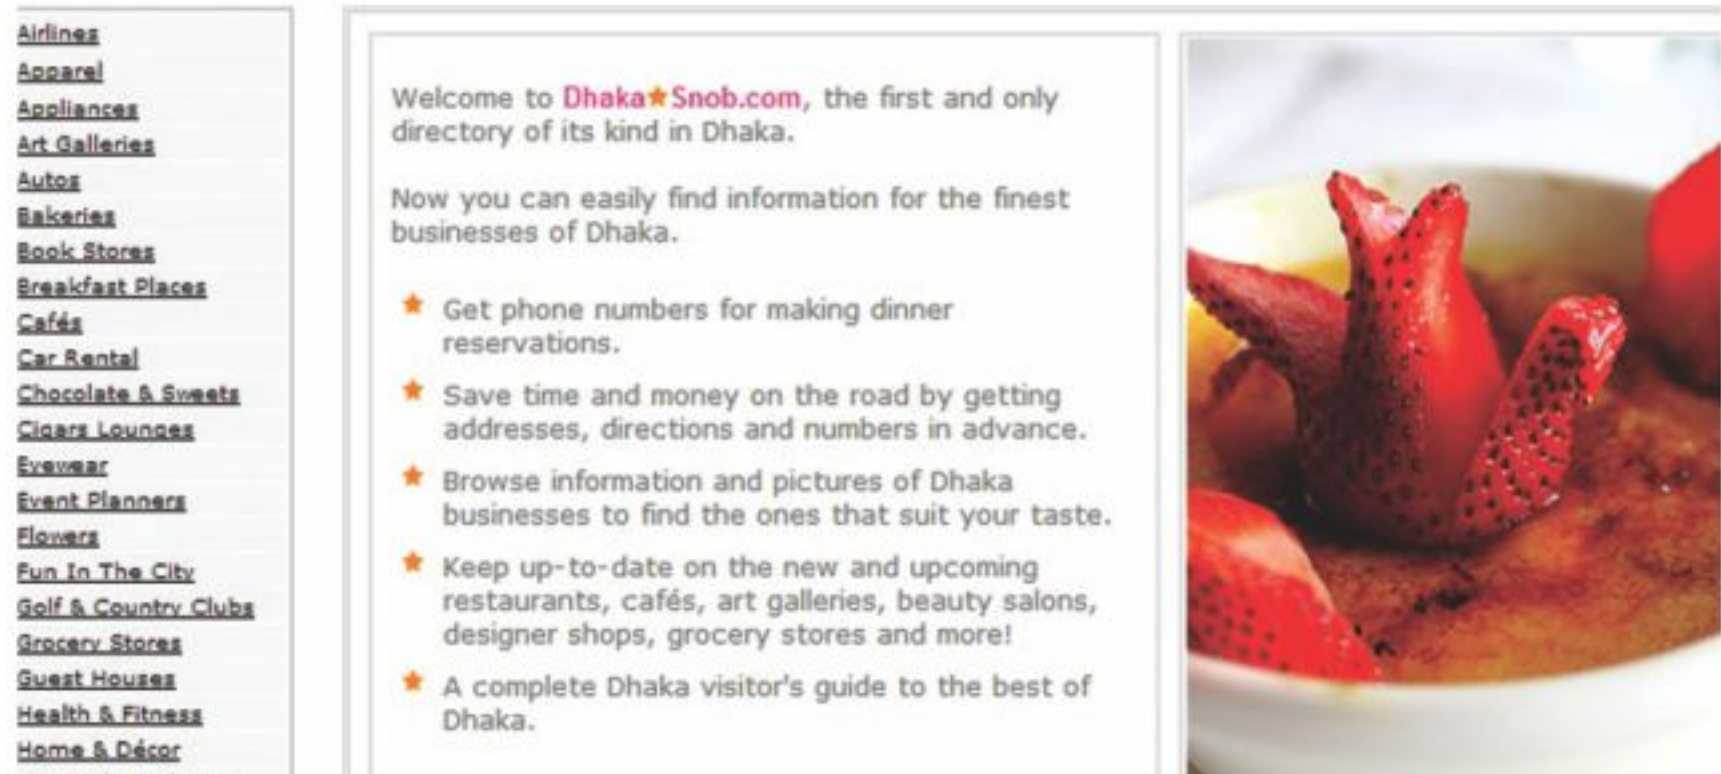 Airlines
Apparel
Appliances
Art Galleries
Autos
Bakeries
Book Stores
Breakfast Places
Cafés
Car Rental
Chocolate & Sweets
Cigars Lounges
Eyewear
Event Planners
Flowers
Fun In The City
Golf & Country Clubs
Grocery Stores
Guest Houses
Health & Fitness
Home & Décor
Welcome to Dhaka★Snob.com, the first and only
directory of its kind in Dhaka.
Now you can easily find information for the finest
businesses of Dhaka.
Get phone numbers for making dinner
reservations.
Save time and money on the road by getting
addresses, directions and numbers in advance.
Browse information and pictures of Dhaka
businesses to find the ones that suit your taste.
Keep up-to-date on the new and upcoming
restaurants, cafés, art galleries, beauty salons,
designer shops, grocery stores and more!
A complete Dhaka visitor's guide to the best of
Dhaka.